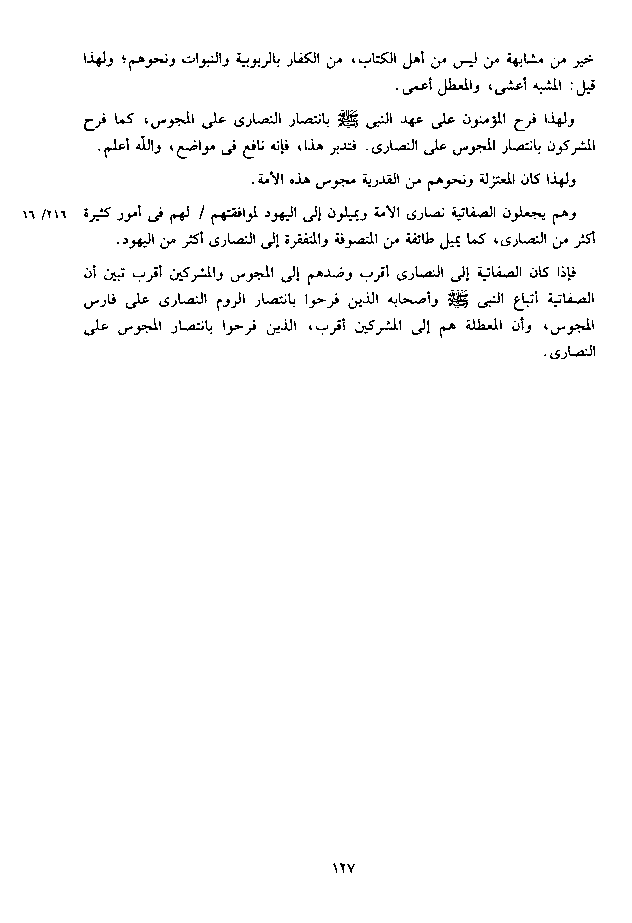 خير من مشابهة من ليس من أهل الكتاب، من الكفار بالربوبية والنبوات ونحوهم؛ ولهذا
قيل: المشبه أعشى، والمعطل أعمى.
ولهذا فرح المؤمنون على عهد النبى ﷺ بانتصار النصارى على المجوس، كما فرح
المشركون بانتصار المجوس على النصارى. فتدبر هذا، فإنه نافع فى مواضع، والله أعلم.
ولهذا كان المعتزلة ونحوهم من القدرية مجوس هذه الأمة.
وهم يجعلون الصفاتية نصارى الأمة ويميلون إلى اليهود لموافقتهم / لهم فى أمور كثيرة ١٦/٢١٦
أكثر من النصارى، كما يميل طائفة من المتصوفة والمتفقرة إلى النصارى أكثر من اليهود.
فإذا كان الصفاتية إلى النصارى أقرب وضدهم إلى المجوس والمشركين أقرب تبين أن
الصفاتية أتباع النبى ﷺ وأصحابه الذين فرحوا بانتصار الروم النصارى على فارس
المجوس، وأن المعطلة هم إلى المشركين أقرب، الذين فرحوا بانتصار المجوس على
النصارى.
١٢٧